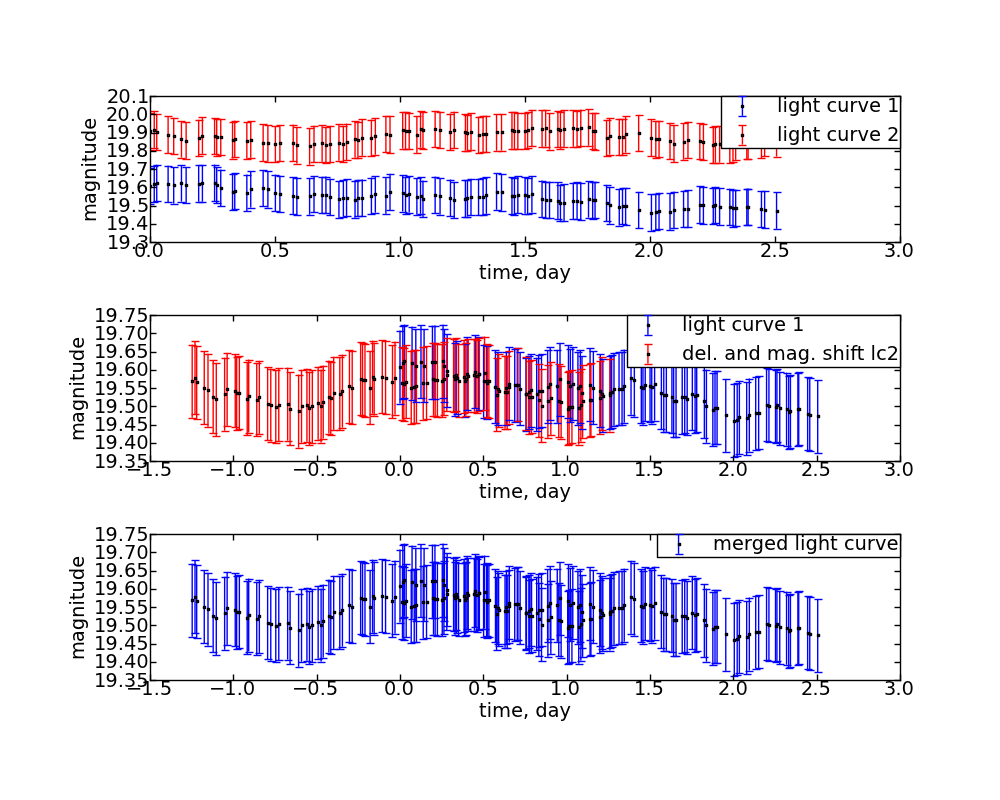 20.1
20.0
19.9
19.8
19.7
19.6
19.5
19.4
19.3
magnitude
light curve 1
light curve 2
0.0 0.5 1.0 1.5 2.0 2.5 3.0
time, day
19.75
19.70
19.65
19.60
19.55
19.50
19.45
19.40
19.35
magnitude
light curve 1
del. and mag. shift lc2
−1.5 −1.0 −0.5 0.0 0.5 1.0 1.5 2.0 2.5 3.0
time, day
19.75
19.70
19.65
19.60
19.55
19.50
19.45
19.40
19.35
magnitude
merged light curve
−1.5 −1.0 −0.5 0.0 0.5 1.0 1.5 2.0 2.5 3.0
time, day